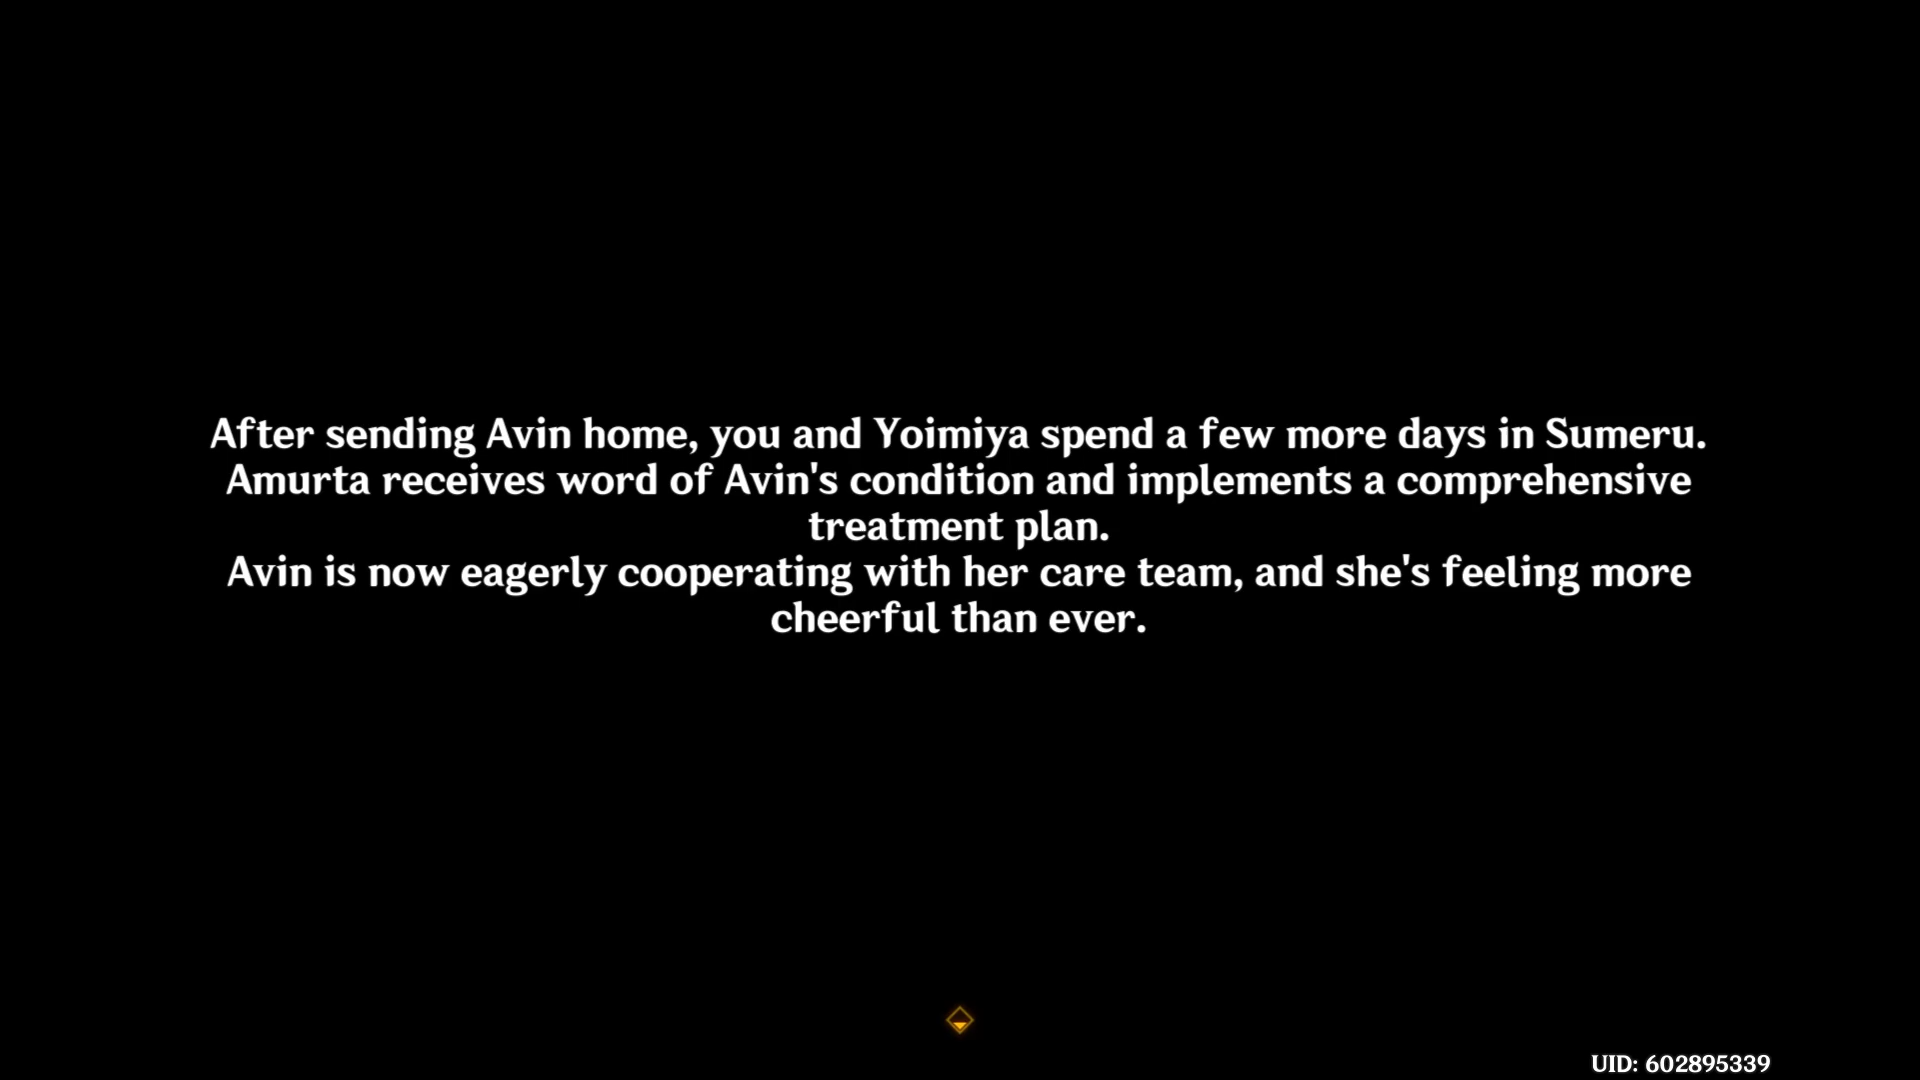 After sending Avin home, you and Yoimiya spend a few more days in Sumeru.
Amurta receives word of Avin's condition and implements a comprehensive
treatment plan.
Avin is now eagerly cooperating with her care team, and she's feeling more
cheerful than ever.
UID: 602895339